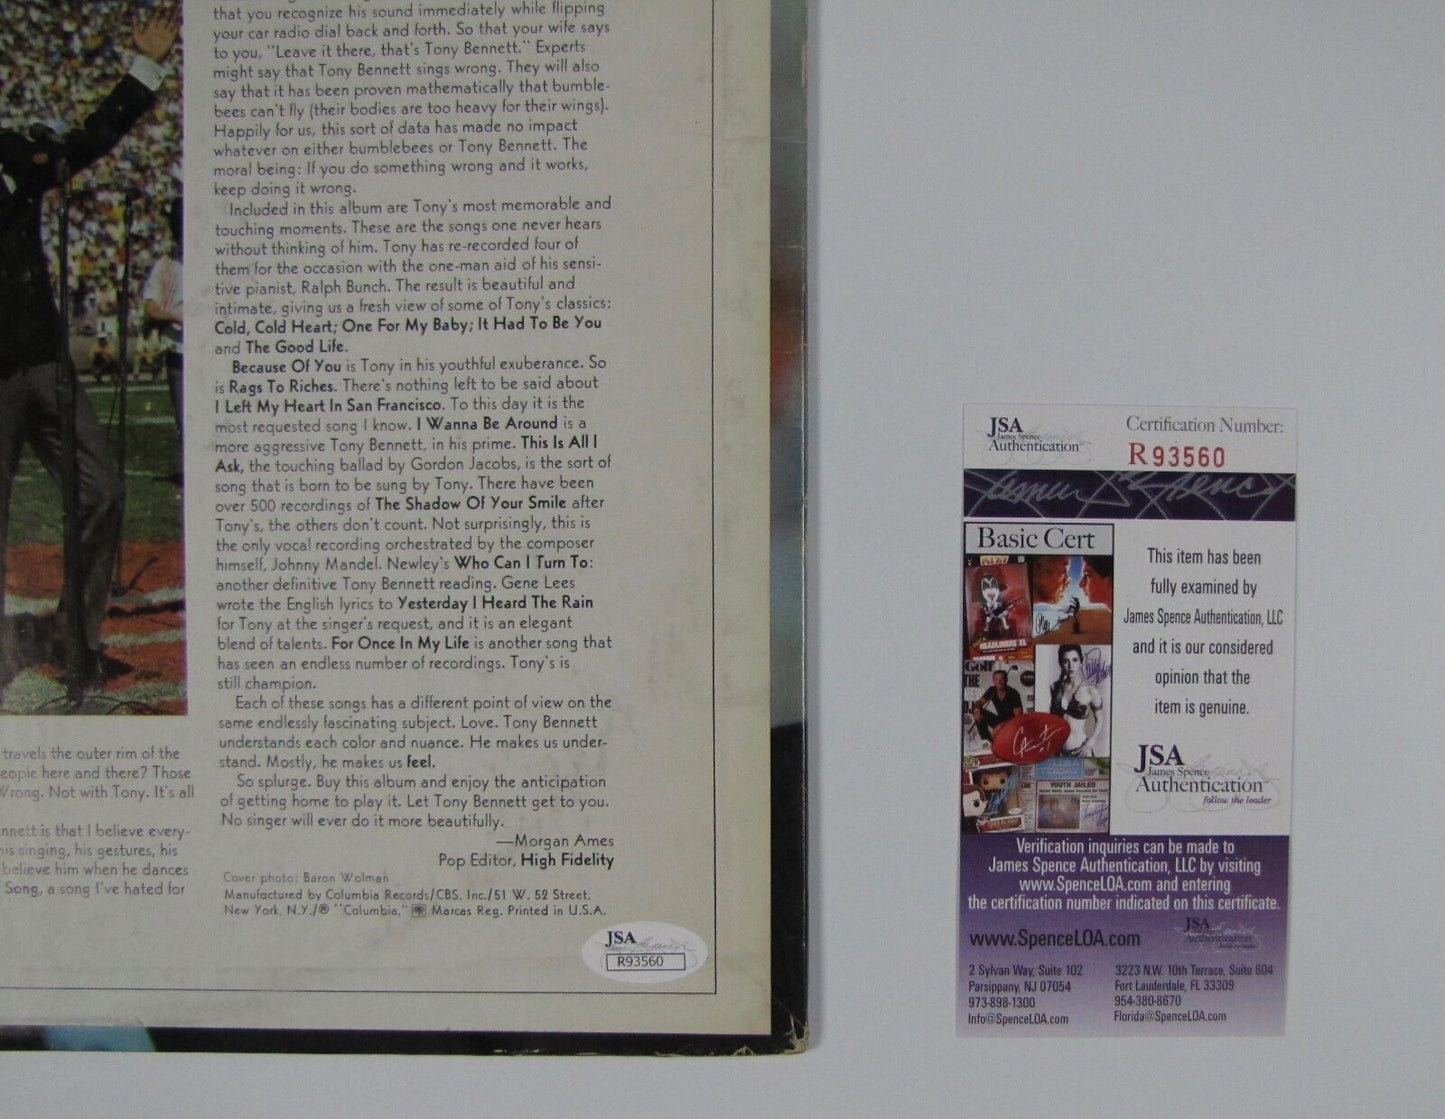 that you recognize his sound immediately while flipping
your car radio dial back and forth. So that your wife says
to you, "Leave it there, that's Tony Bennett." Experts
might say that Tony Bennett sings wrong. They will also
say that it has been proven mathematically that bumble-
bees can't fly (their bodies are too heavy for their wings).
Happily for us, this sort of data has made no impact
whatever on either bumblebees or Tony Bennett. The
moral being: If you do something wrong and it works,
keep doing it wrong.
Included in this album are Tony's most memorable and
touching moments. These are the songs one never hears
without thinking of him. Tony has re-recorded four of
them for the occasion with the one-man aid of his sensi-
tive pianist, Ralph Bunch. The result is beautiful and
intimate, giving us a fresh view of some of Tony's classics:
Cold, Cold Heart; One For My Baby; It Had To Be You
and The Good Life.
Because Of You is Tony in his youthful exuberance. So
is Rags To Riches. There's nothing left to be said about
I Left My Heart In San Francisco. To this day it is the
most requested song I know. I Wanna Be Around is a
more aggressive Tony Bennett, in his prime. This Is All I
Ask, the touching ballad by Gordon Jacobs, is the sort of
song that is born to be sung by Tony. There have been
over 500 recordings of The Shadow Of Your Smile after
Tony's, the others don't count. Not surprisingly, this is
the only vocal recording orchestrated by the composer
himself, Johnny Mandel. Newley's Who Can I Turn To:
another definitive Tony Bennett reading. Gene Lees
wrote the English lyrics to Yesterday I Heard The Rain
for Tony at the singer's request, and it is an elegant
blend of talents. For Once In My Life is another song that
has seen an endless number of recordings. Tony's is
still champion.
Each of these songs has a different point of view on the
same endlessly fascinating subject. Love. Tony Bennett
understands each color and nuance. He makes us under-
stand. Mostly, he makes us feel.
So splurge. Buy this album and enjoy the anticipation
of getting home to play it. Let Tony Bennett get to you.
No singer will ever do it more beautifully.
—Morgan Ames
Pop Editor, High Fidelity
Cover photo: Baron Wolman
Manufactured by Columbia Records/CBS, Inc./51 W. 52 Street,
New York, N.Y./® "Columbia," Marcas Reg. Printed in U.S.A.
travels the outer rim of the
eople here and there? Those
Wrong. Not with Tony. It's all
nnett is that I believe every-
his singing, his gestures, his
believe him when he dances
Song, a song I've hated for
JSA
R93560
JSA
James Spence
Authentication
Certification Number:
R93560
Basic Cert
HEADLINERS XL
Golf
YOUTH JAILED
This item has been
fully examined by
James Spence Authentication, LLC
and it is our considered
opinion that the
item is genuine.
JSA
James Spence
Authentication
follow the leader
Verification inquiries can be made to
James Spence Authentication, LLC by visiting
www.SpenceLOA.com and entering
the certification number indicated on this certificate.
www.SpenceLOA.com
JSA
Authentication
2 Sylvan Way, Suite 102
Parsippany, NJ 07054
973-898-1300
Info@SpenceLOA.com
3223 N.W. 10th Terrace, Suite 604
Fort Lauderdale, FL 33309
954-380-8670
Florida@SpenceLOA.com